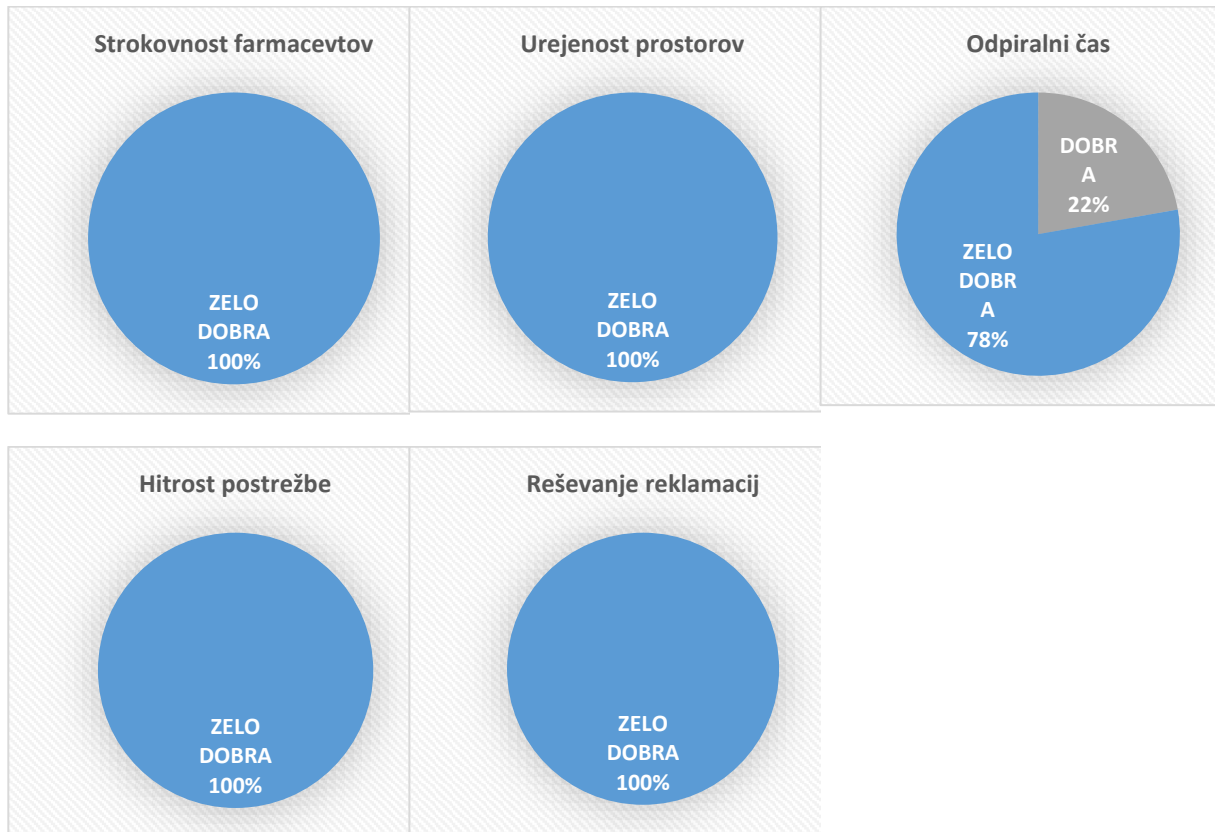 Strokovnost farmacevtov
ZELO
DOBRA
100%
Urejenost prostorov
ZELO
DOBRA
100%
Odpiralni čas
DOBR
A
22%
ZELO
DOBR
A
78%
Hitrost postrežbe
ZELO
DOBRA
100%
Reševanje reklamacij
ZELO
DOBRA
100%